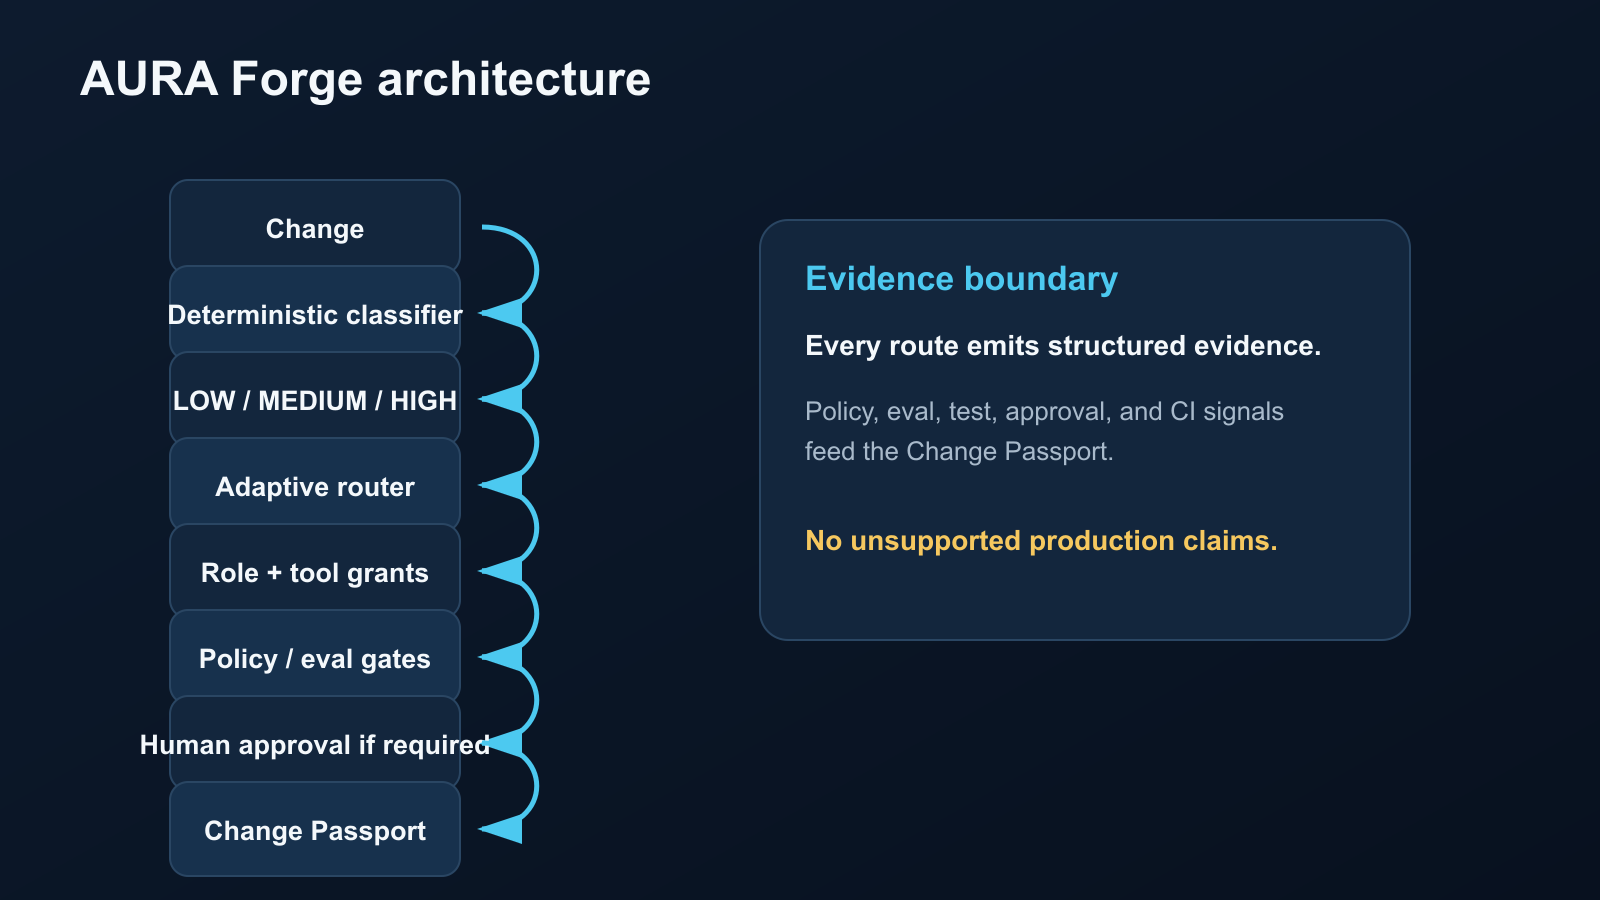 AURA Forge architecture
Change
Deterministic classifier
LOW / MEDIUM / HIGH
Adaptive router
Role + tool grants
Policy / eval gates
Human approval if required
Change Passport
Evidence boundary
Every route emits structured evidence.
Policy, eval, test, approval, and CI signals
feed the Change Passport.
No unsupported production claims.